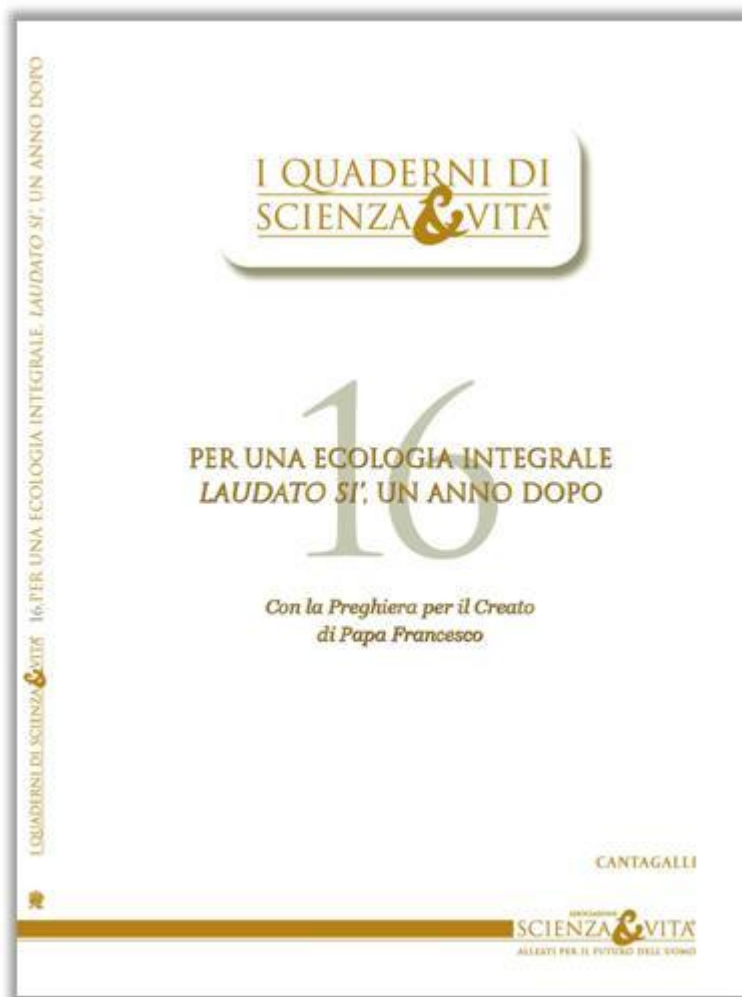 I QUADERNI DI SCIENZA&VITA® 16. PER UNA ECOLOGIA INTEGRALE. LAUDATO SI', UN ANNO DOPO
I QUADERNI DI
SCIENZA&VITA®
16
PER UNA ECOLOGIA INTEGRALE
LAUDATO SI', UN ANNO DOPO
Con la Preghiera per il Creato
di Papa Francesco
CANTAGALLI
ASSOCIAZIONE
SCIENZA&VITA®
ALLEATI PER IL FUTURO DELL'UOMO